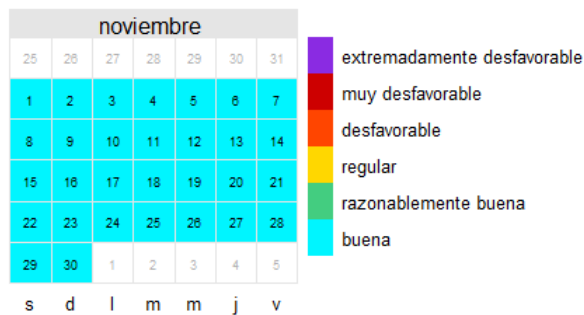 noviembre
25 26 27 28 29 30 31
1 2 3 4 5 6 7
8 9 10 11 12 13 14
15 16 17 18 19 20 21
22 23 24 25 26 27 28
29 30 1 2 3 4 5
s d l m m j v
extremadamente desfavorable
muy desfavorable
desfavorable
regular
razonablemente buena
buena